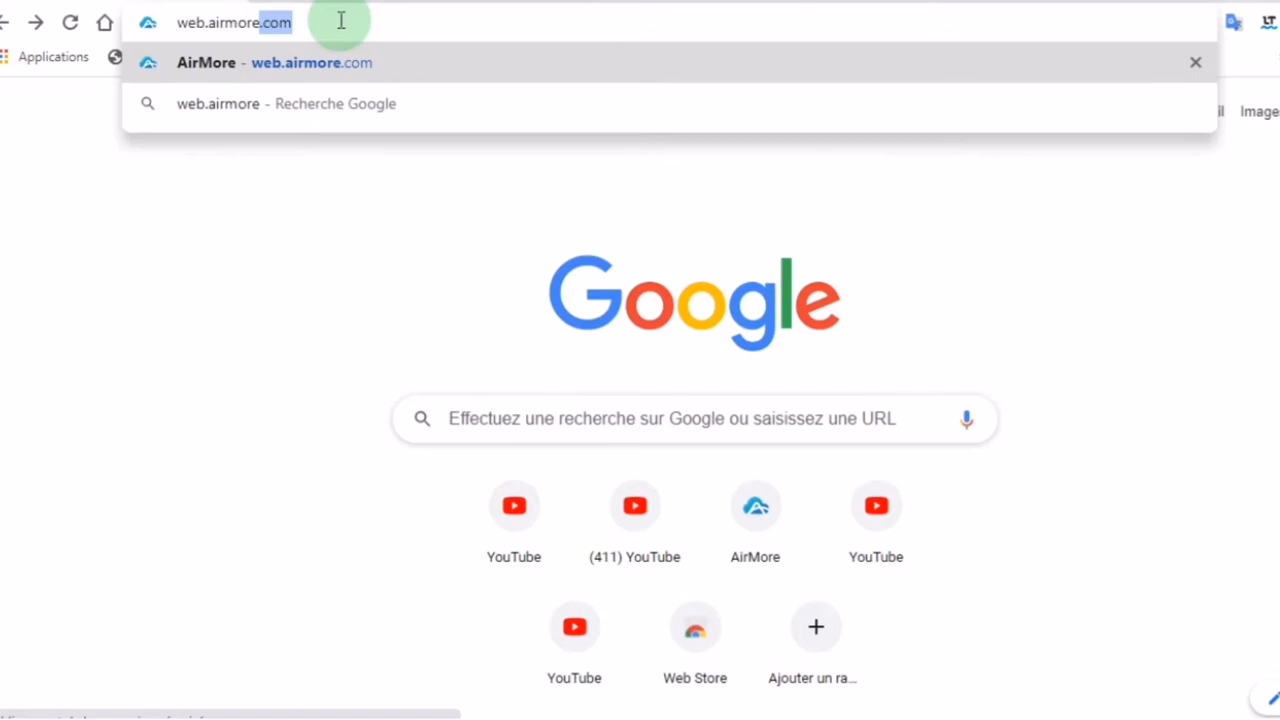 web.airmore.com
Applications
AirMore - web.airmore.com
web.airmore - Recherche Google
Images
Google
Effectuez une recherche sur Google ou saisissez une URL
YouTube
(411) YouTube
AirMore
YouTube
YouTube
Web Store
Ajouter un ra...